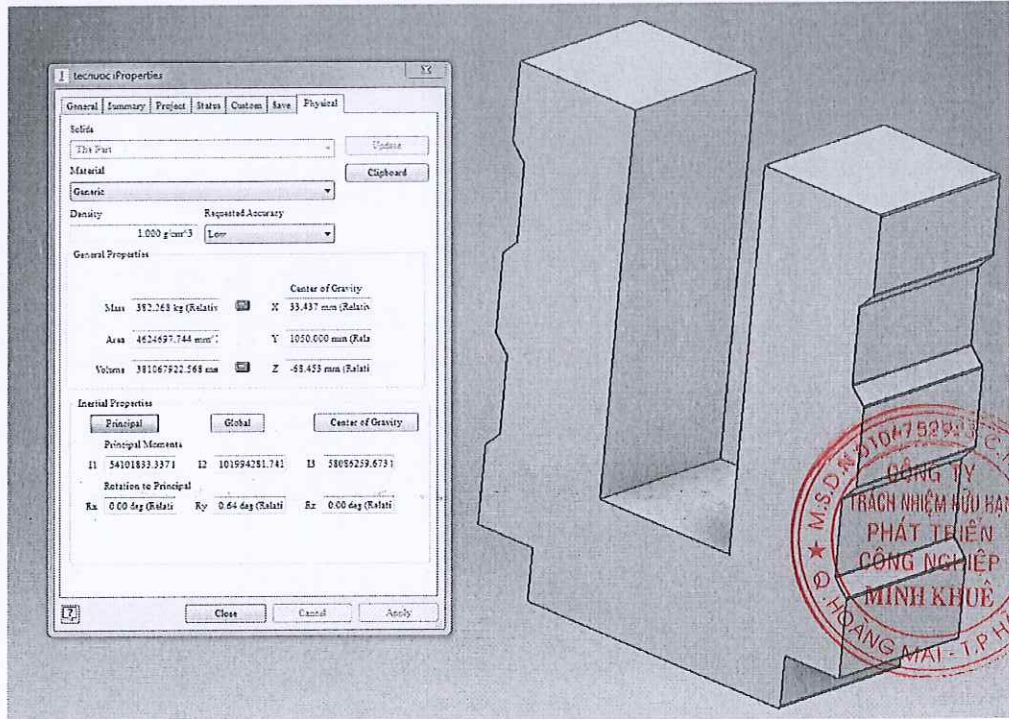 tecnuoc iProperties
General Summary Project Status Custom Save Physical
Solids
The Part
Update
Material
Clipboard
Generic
Density
Requested Accuracy
1.000 g/cm^3
Low
General Properties
Center of Gravity
Mass
382.268 kg (Relativ
X
33.437 mm (Relativ
Area
4624697.744 mm^2
Y
1050.000 mm (Rela
Volume
381067922.568 mm
Z
-68.453 mm (Relati
Inertial Properties
Principal
Global
Center of Gravity
Principal Moments
I1
54101833.3371
I2
101994281.741
I3
58086259.6731
Rotation to Principal
Rx
0.00 deg (Relati
Ry
0.64 deg (Relati
Rz
0.00 deg (Relati
Close
Cancel
Apply
CÔNG TY
TRÁCH NHIỆM HỮU HẠN
PHÁT TRIỂN
CÔNG NGHIỆP
MINH KHUÊ
★ M.S.D.N
Q. HOÀNG MAI - T.P